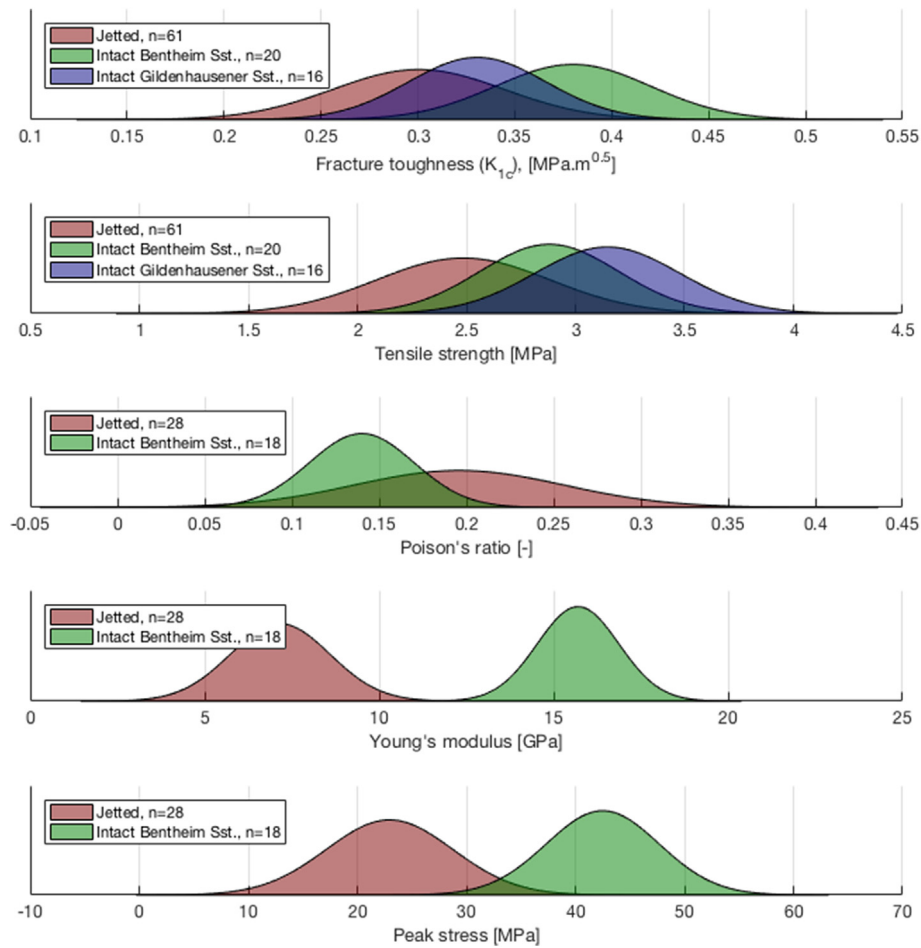 Jetted, n=61
Intact Bentheim Sst., n=20
Intact Gildenhausener Sst., n=16
0.1 0.15 0.2 0.25 0.3 0.35 0.4 0.45 0.5 0.55
Fracture toughness (K1c), [MPa.m0.5]
Jetted, n=61
Intact Bentheim Sst., n=20
Intact Gildenhausener Sst., n=16
0.5 1 1.5 2 2.5 3 3.5 4 4.5
Tensile strength [MPa]
Jetted, n=28
Intact Bentheim Sst., n=18
-0.05 0 0.05 0.1 0.15 0.2 0.25 0.3 0.35 0.4 0.45
Poison's ratio [-]
Jetted, n=28
Intact Bentheim Sst., n=18
0 5 10 15 20 25
Young's modulus [GPa]
Jetted, n=28
Intact Bentheim Sst., n=18
-10 0 10 20 30 40 50 60 70
Peak stress [MPa]